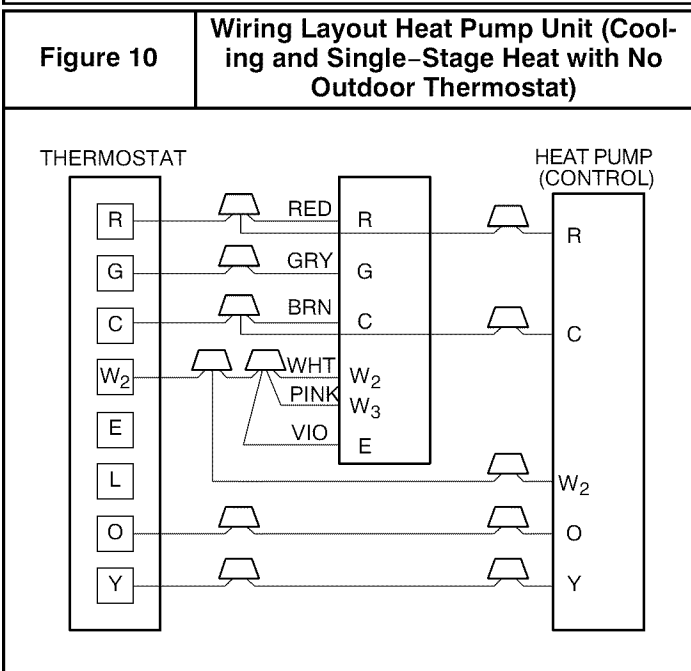 Figure 10
Wiring Layout Heat Pump Unit (Cool-
ing and Single−Stage Heat with No
Outdoor Thermostat)
THERMOSTAT
HEAT PUMP
(CONTROL)
R
RED
R
R
G
GRY
G
C
BRN
C
C
W2
WHT
W2
PINK
W3
E
VIO
E
L
W2
O
O
Y
Y